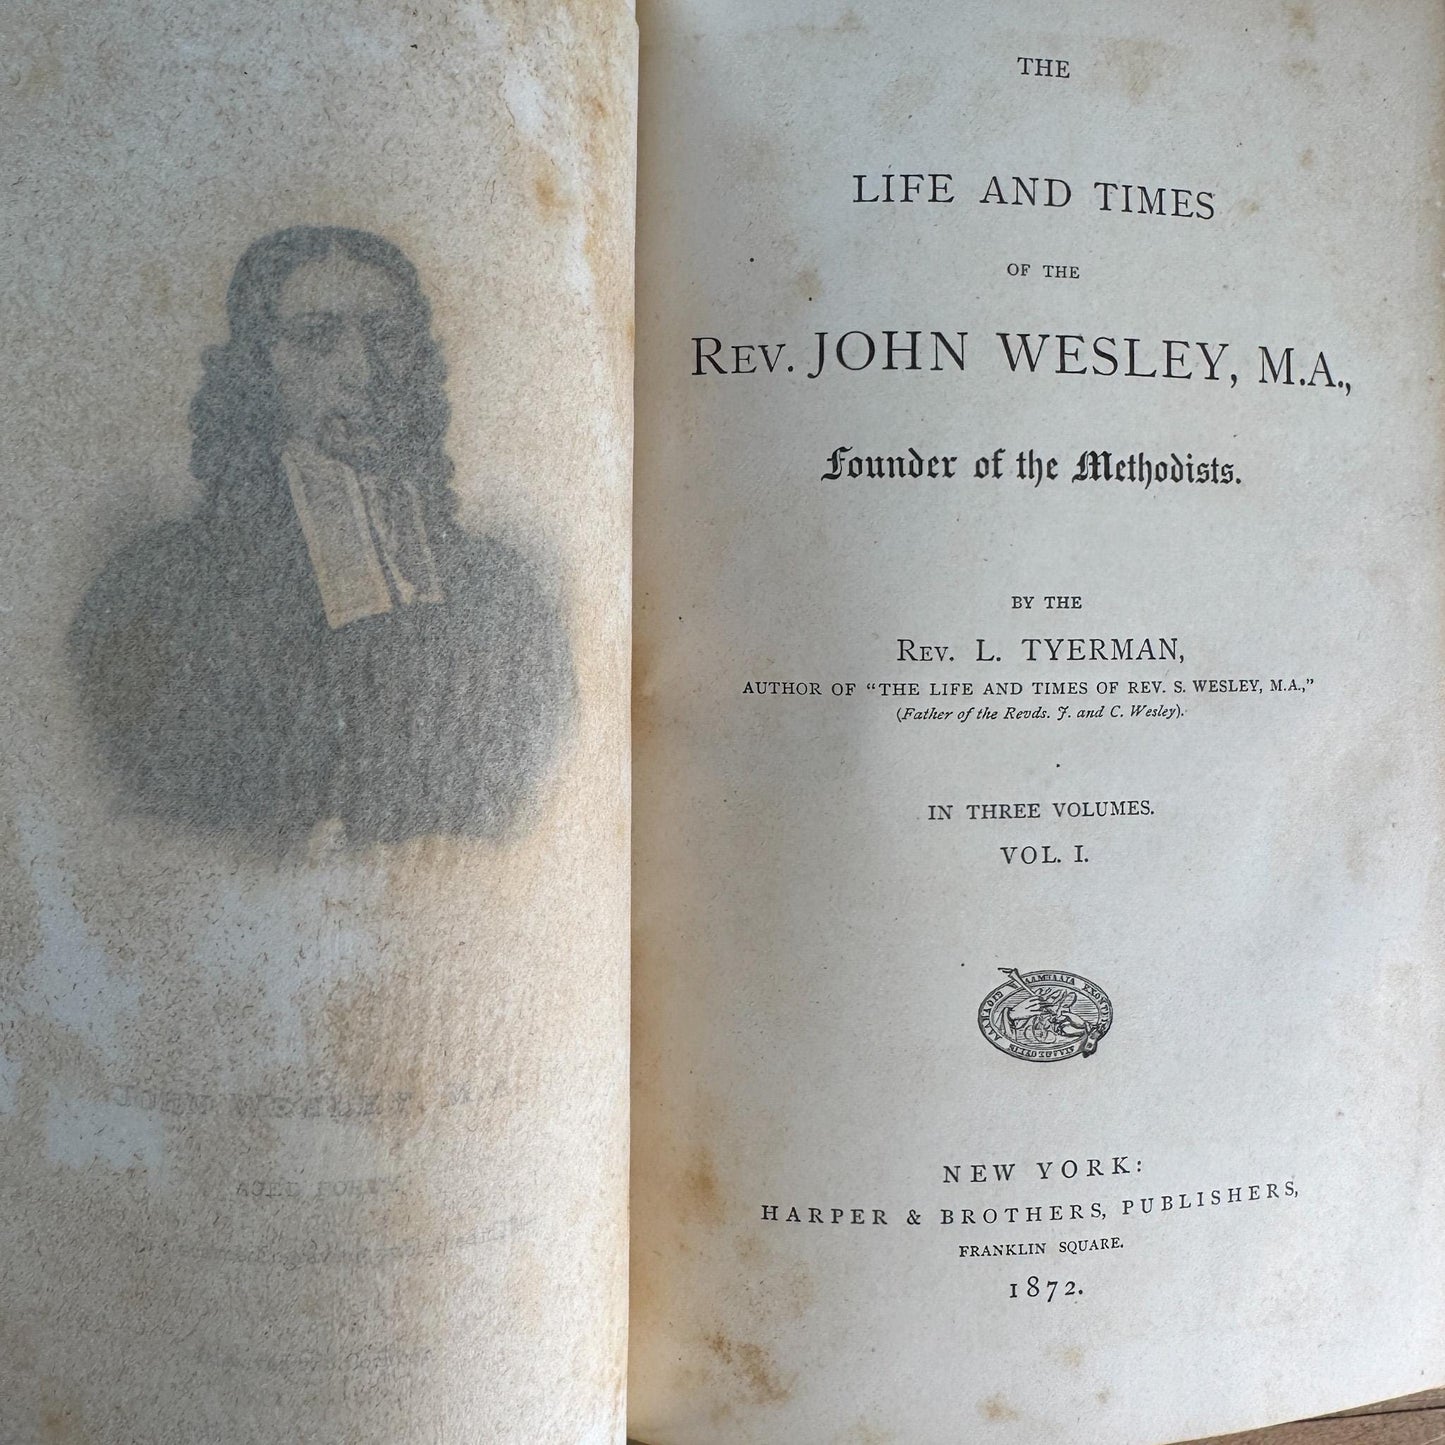 THE
LIFE AND TIMES
OF THE
REV. JOHN WESLEY, M.A.,
Founder of the Methodists.
BY THE
REV. L. TYERMAN,
AUTHOR OF "THE LIFE AND TIMES OF REV. S. WESLEY, M.A.,"
(Father of the Revds. J. and C. Wesley).
IN THREE VOLUMES.
VOL. I.
NEW YORK:
HARPER & BROTHERS, PUBLISHERS,
FRANKLIN SQUARE.
1872.